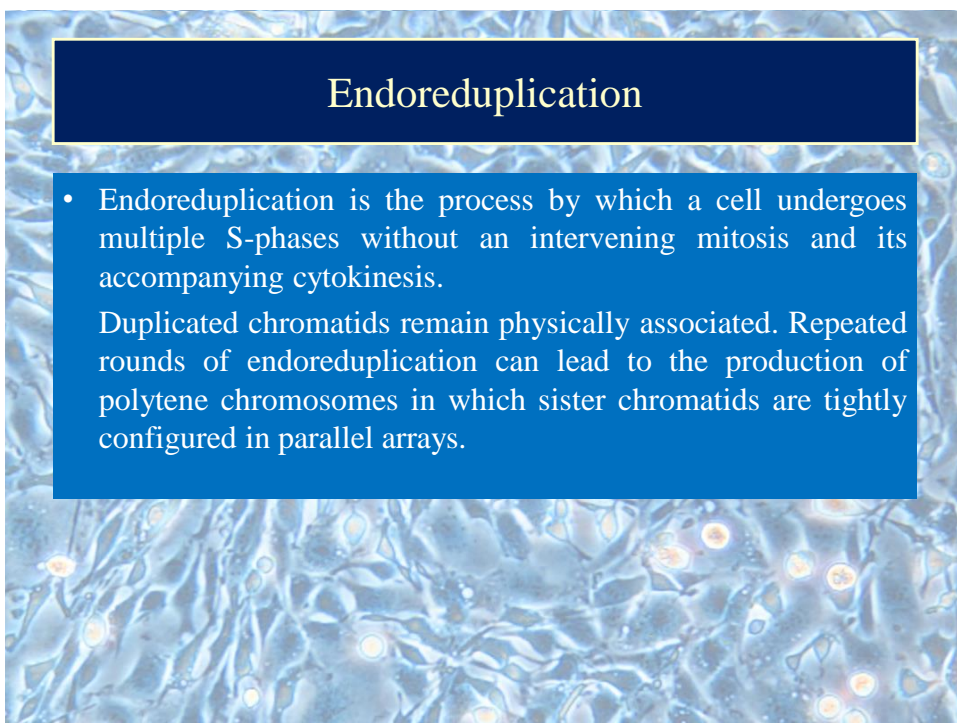 Endoreduplication
• Endoreduplication is the process by which a cell undergoes
multiple S-phases without an intervening mitosis and its
accompanying cytokinesis.
Duplicated chromatids remain physically associated. Repeated
rounds of endoreduplication can lead to the production of
polytene chromosomes in which sister chromatids are tightly
configured in parallel arrays.